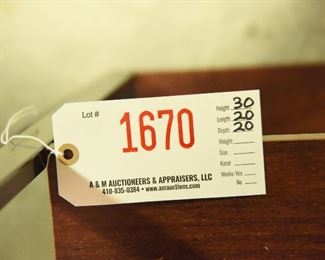 Lot #
1670
Height 30
Length 20
Depth 20
Weight
Size
Karat
Works Yes
No
A & M AUCTIONEERS & APPRAISERS, LLC
410-835-0384 • www.amauctions.com